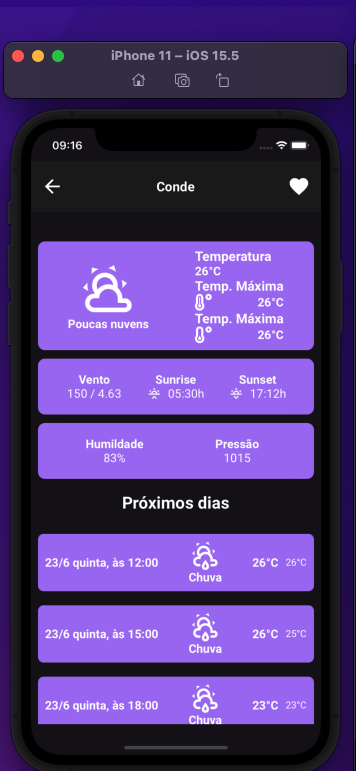 iPhone 11 – iOS 15.5
09:16
Conde
Temperatura
26°C
Temp. Máxima
26°C
Temp. Máxima
26°C
Poucas nuvens
Vento Sunrise Sunset
150 / 4.63 05:30h 17:12h
Humildade Pressão
83% 1015
Próximos dias
23/6 quinta, às 12:00 Chuva 26°C 26°C
23/6 quinta, às 15:00 Chuva 26°C 25°C
23/6 quinta, às 18:00 Chuva 23°C 23°C